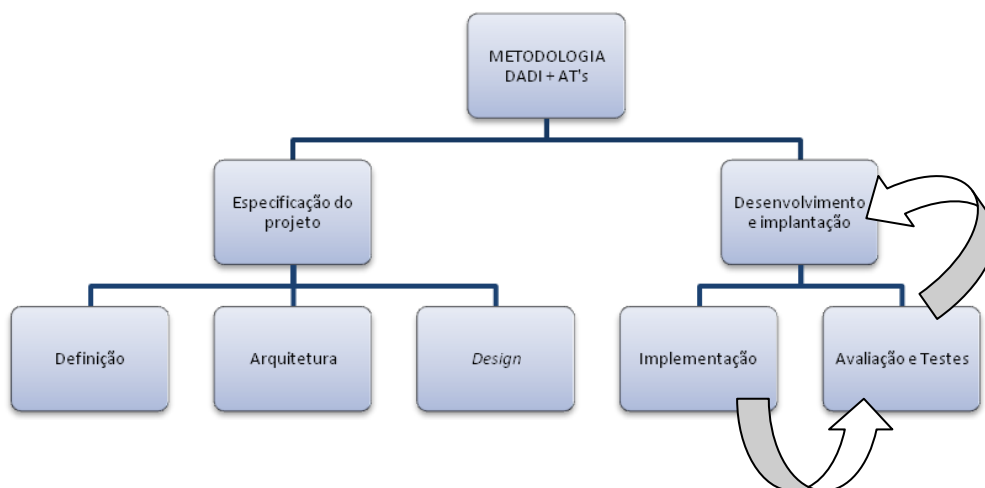 METODOLOGIA
DADI + AT's
Especificação do
projeto
Desenvolvimento
e implantação
Definição
Arquitetura
Design
Implementação
Avaliação e Testes